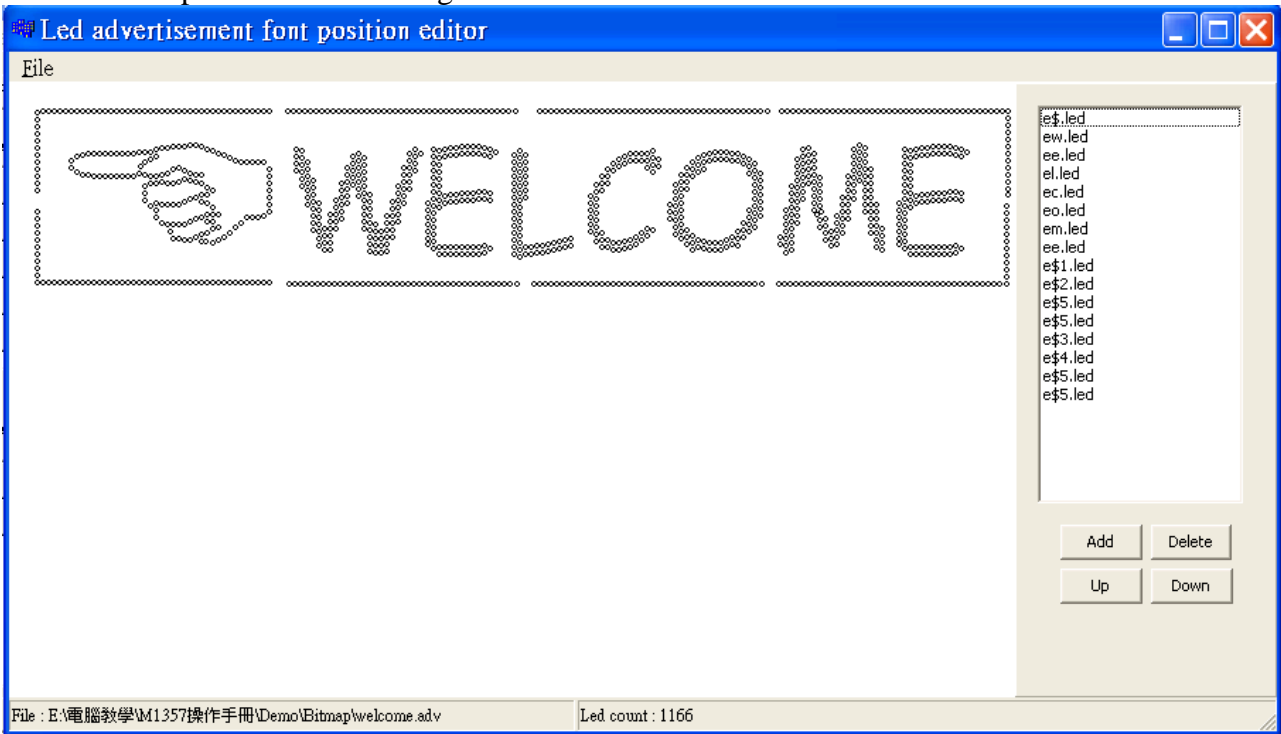 Led advertisement font position editor
File
WELCOME
e$.led
ew.led
ee.led
el.led
ec.led
eo.led
em.led
ee.led
e$1.led
e$2.led
e$5.led
e$5.led
e$3.led
e$4.led
e$5.led
e$5.led
Add Delete
Up Down
File : E:\電腦教學\M1357操作手冊\Demo\Bitmap\welcome.adv Led count : 1166